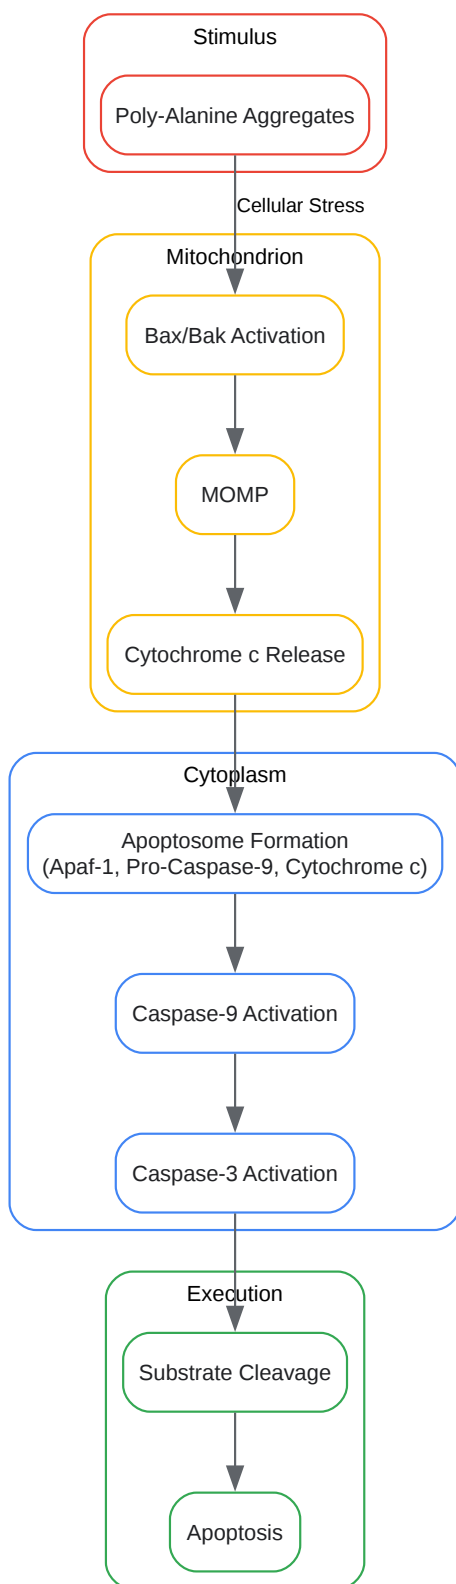 Stimulus
Poly-Alanine Aggregates
Cellular Stress
Mitochondrion
Bax/Bak Activation
MOMP
Cytochrome c Release
Cytoplasm
Apoptosome Formation
(Apaf-1, Pro-Caspase-9, Cytochrome c)
Caspase-9 Activation
Caspase-3 Activation
Execution
Substrate Cleavage
Apoptosis